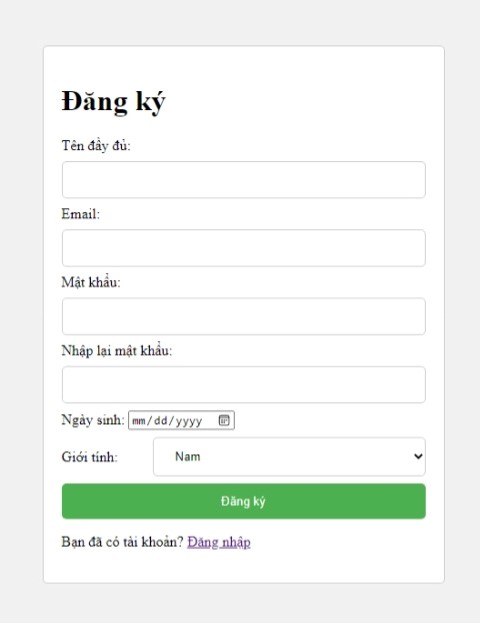 Đăng ký
Tên đầy đủ:
Email:
Mật khẩu:
Nhập lại mật khẩu:
Ngày sinh: mm/dd/yyyy
Giới tính: Nam
Đăng ký
Bạn đã có tài khoản? Đăng nhập